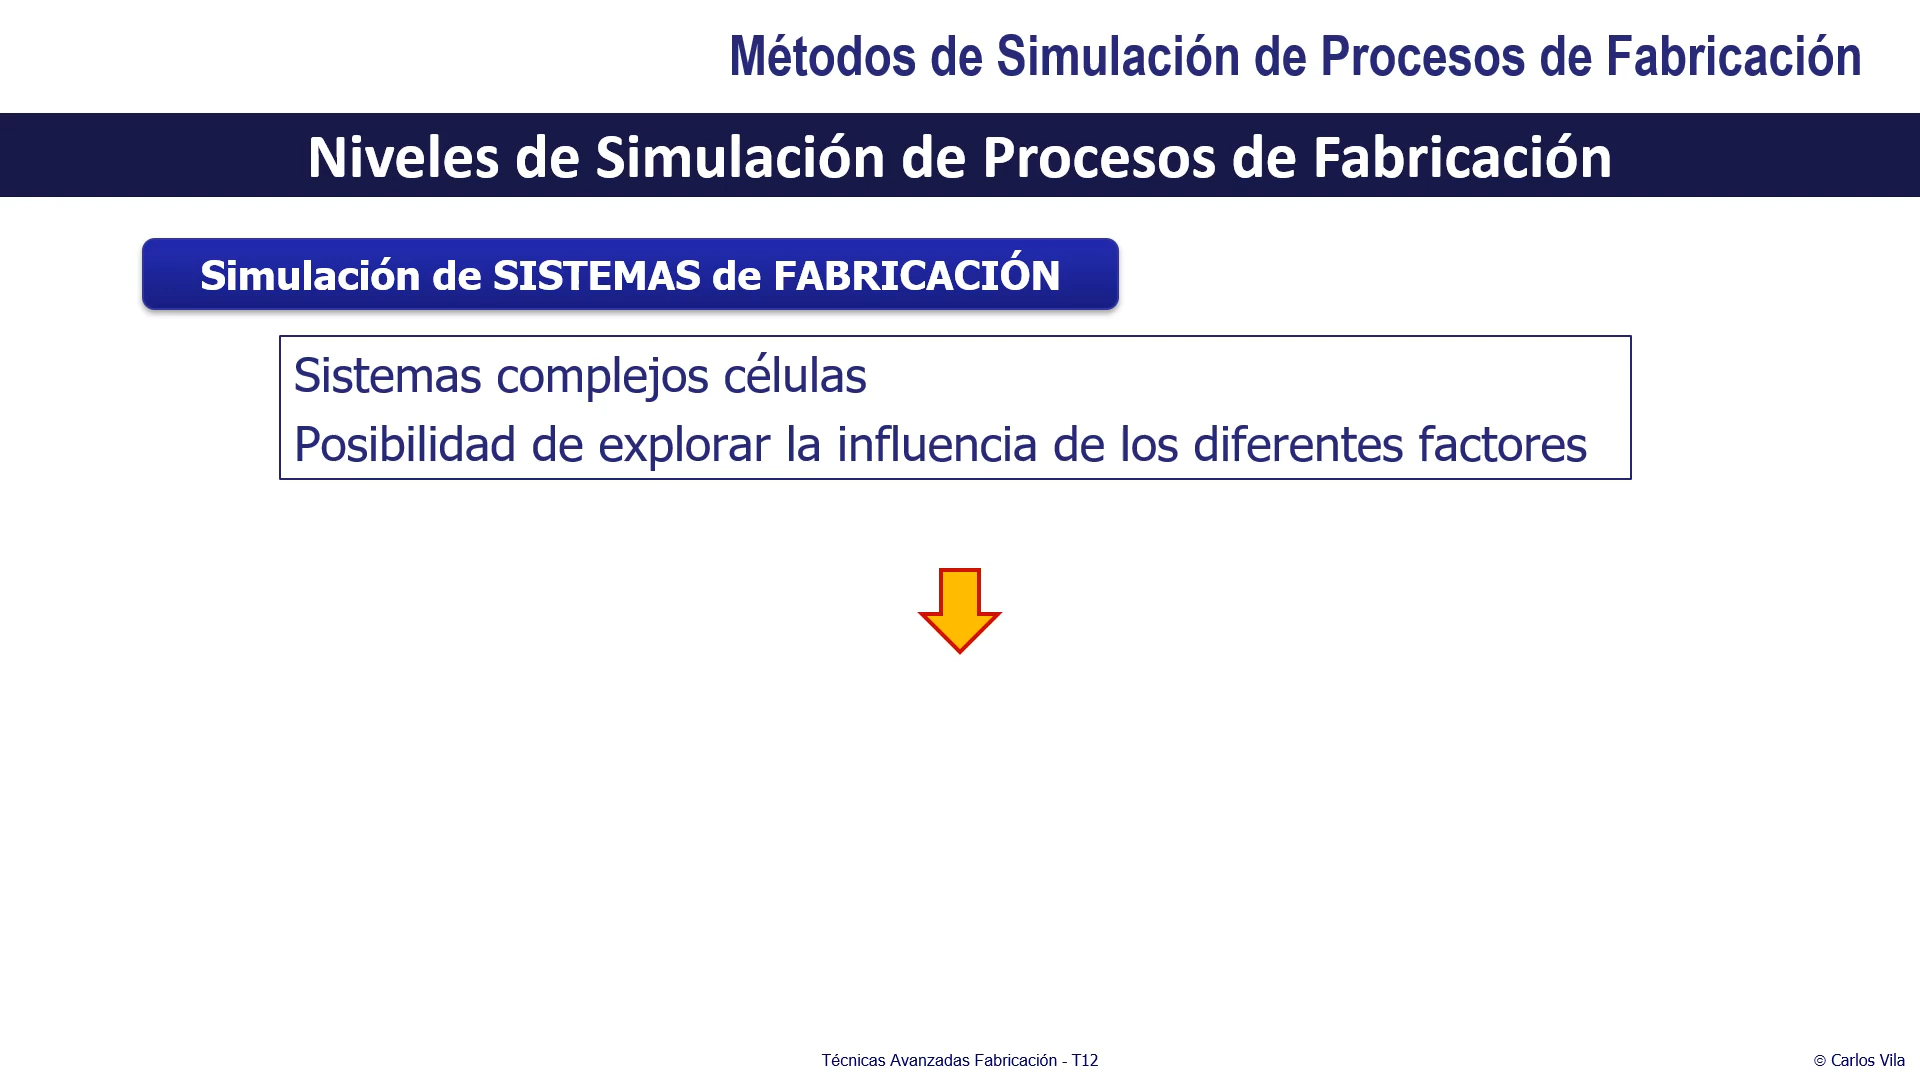 Métodos de Simulación de Procesos de Fabricación
Niveles de Simulación de Procesos de Fabricación
Simulación de SISTEMAS de FABRICACIÓN
Sistemas complejos células
Posibilidad de explorar la influencia de los diferentes factores
Técnicas Avanzadas Fabricación - T12
© Carlos Vila